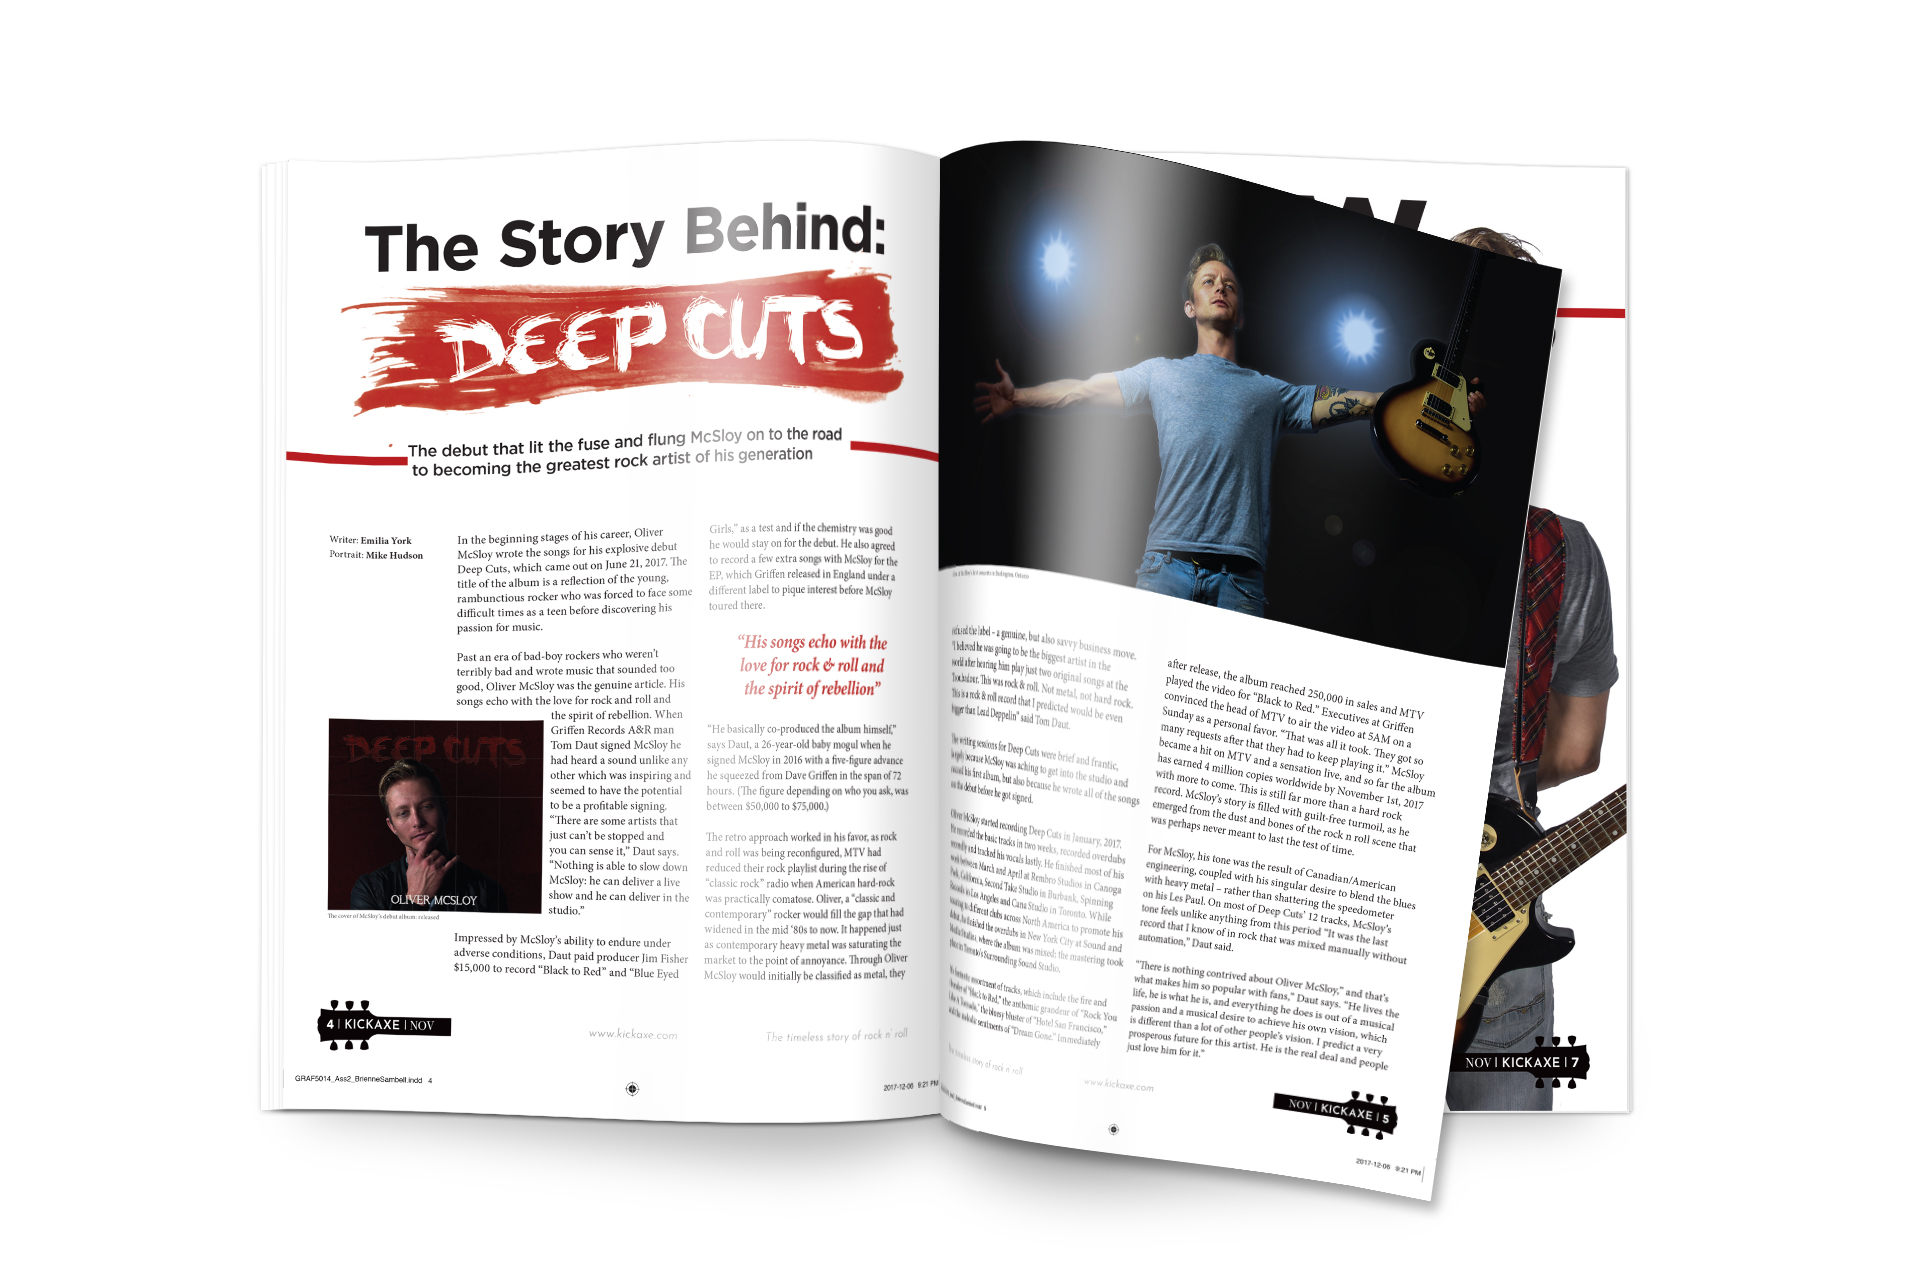 The Story Behind:
DEEP CUTS
The debut that lit the fuse and flung McSloy on to the road
to becoming the greatest rock artist of his generation
Writer: Emilia York
Portrait: Mike Hudson
In the beginning stages of his career, Oliver
McSloy wrote the songs for his explosive debut
Deep Cuts, which came out on June 21, 2017. The
title of the album is a reflection of the young,
rambunctious rocker who was forced to face some
difficult times as a teen before discovering his
passion for music.
Past an era of bad-boy rockers who weren't
terribly bad and wrote music that sounded too
good, Oliver McSloy was the genuine article. His
songs echo with the love for rock and roll and
the spirit of rebellion. When
Griffen Records A&R man
Tom Daut signed McSloy he
had heard a sound unlike any
other which was inspiring and
seemed to have the potential
to be a profitable signing.
“There are some artists that
just can't be stopped and
you can sense it,” Daut says.
“Nothing is able to slow down
McSloy: he can deliver a live
show and he can deliver in the
studio.”
DEEP CUTS
OLIVER MCSLOY
The cover of McSloy's debut album: released
Impressed by McSloy's ability to endure under
adverse conditions, Daut paid producer Jim Fisher
$15,000 to record “Black to Red” and “Blue Eyed
Girls,” as a test and if the chemistry was good
he would stay on for the debut. He also agreed
to record a few extra songs with McSloy for the
EP, which Griffen released in England under a
different label to pique interest before McSloy
toured there.
“His songs echo with the
love for rock & roll and
the spirit of rebellion”
“He basically co-produced the album himself,”
says Daut, a 26-year-old baby mogul when he
signed McSloy in 2016 with a five-figure advance
he squeezed from Dave Griffen in the span of 72
hours. (The figure depending on who you ask, was
between $50,000 to $75,000.)
The retro approach worked in his favor, as rock
and roll was being reconfigured, MTV had
reduced their rock playlist during the rise of
“classic rock” radio when American hard-rock
was practically comatose. Oliver, a “classic and
contemporary” rocker would fill the gap that had
widened in the mid ‘80s to now. It happened just
as contemporary heavy metal was saturating the
market to the point of annoyance. Through Oliver
McSloy would initially be classified as metal, they
4 | KICKAXE | NOV
www.kickaxe.com
The timeless story of rock n' roll
GRAF5014_Ass2_BrienneSambell.indd 4
2017-12-06 9:21 PM
the label – a genuine, but also savvy business move.
“I believed he was going to be the biggest artist in the
world after hearing him play just two original songs at the
Troubadour. This was rock & roll. Not metal, not hard rock.
This is a rock & roll record that I predicted would be even
bigger than Lead Deppelin” said Tom Daut.
The writing sessions for Deep Cuts were brief and frantic,
largely because McSloy was aching to get into the studio and
record his first album, but also because he wrote all of the songs
on the debut before he got signed.
Oliver McSloy started recording Deep Cuts in January, 2017.
He recorded the basic tracks in two weeks, recorded overdubs
and tracked his vocals lastly. He finished most of his
work between March and April at Rembro Studios in Canoga
Park, California, Second Take Studio in Burbank, Spinning
Records in Los Angeles and Cana Studio in Toronto. While
different clubs across North America to promote his
debut, he finished the overdubs in New York City at Sound and
Media Studios, where the album was mixed; the mastering took
place in Toronto's Surrounding Sound Studio.
assortment of tracks, which include the fire and
“Black to Red,” the anthemic grandeur of “Rock You
Like A Tornado,” the bluesy bluster of “Hotel San Francisco,”
and the melodic sentiments of “Dream Gone.” Immediately
after release, the album reached 250,000 in sales and MTV
played the video for “Black to Red.” Executives at Griffen
convinced the head of MTV to air the video at 5AM on a
Sunday as a personal favor. “That was all it took. They got so
many requests after that they had to keep playing it.” McSloy
became a hit on MTV and a sensation live, and so far the album
has earned 4 million copies worldwide by November 1st, 2017
with more to come. This is still far more than a hard rock
record. McSloy's story is filled with guilt-free turmoil, as he
emerged from the dust and bones of the rock n roll scene that
was perhaps never meant to last the test of time.
For McSloy, his tone was the result of Canadian/American
engineering, coupled with his singular desire to blend the blues
with heavy metal – rather than shattering the speedometer
on his Les Paul. On most of Deep Cuts’ 12 tracks, McSloy's
tone feels unlike anything from this period “It was the last
record that I know of in rock that was mixed manually without
automation,” Daut said.
“There is nothing contrived about Oliver McSloy,” and that's
what makes him so popular with fans,” Daut says. “He lives the
life, he is what he is, and everything he does is out of a musical
passion and a musical desire to achieve his own vision, which
is different than a lot of other people's vision. I predict a very
prosperous future for this artist. He is the real deal and people
just love him for it.”
The timeless story of rock n' roll
www.kickaxe.com
NOV | KICKAXE | 5
2017-12-06 9:21 PM
NOV | KICKAXE | 7